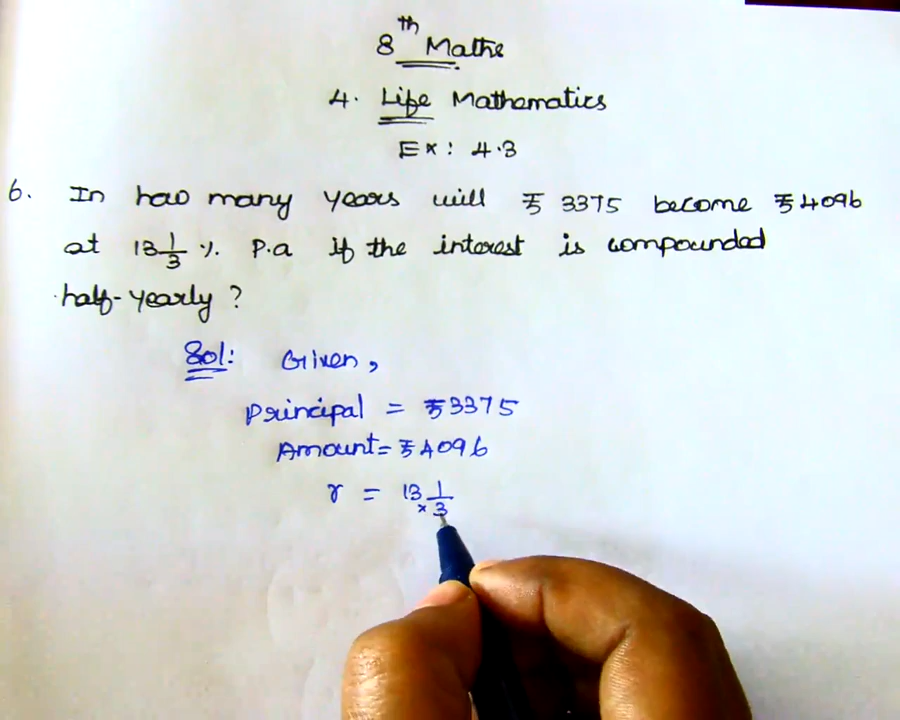 8th Maths
4. Life Mathematics
Ex: 4.3
6. In how many years will ₹ 3375 become ₹4096
at 13 1/3 %. P.a if the interest is compounded
half-yearly?
Sol: Given,
Principal = ₹3375
Amount = ₹4096
r = 13 1/3
×